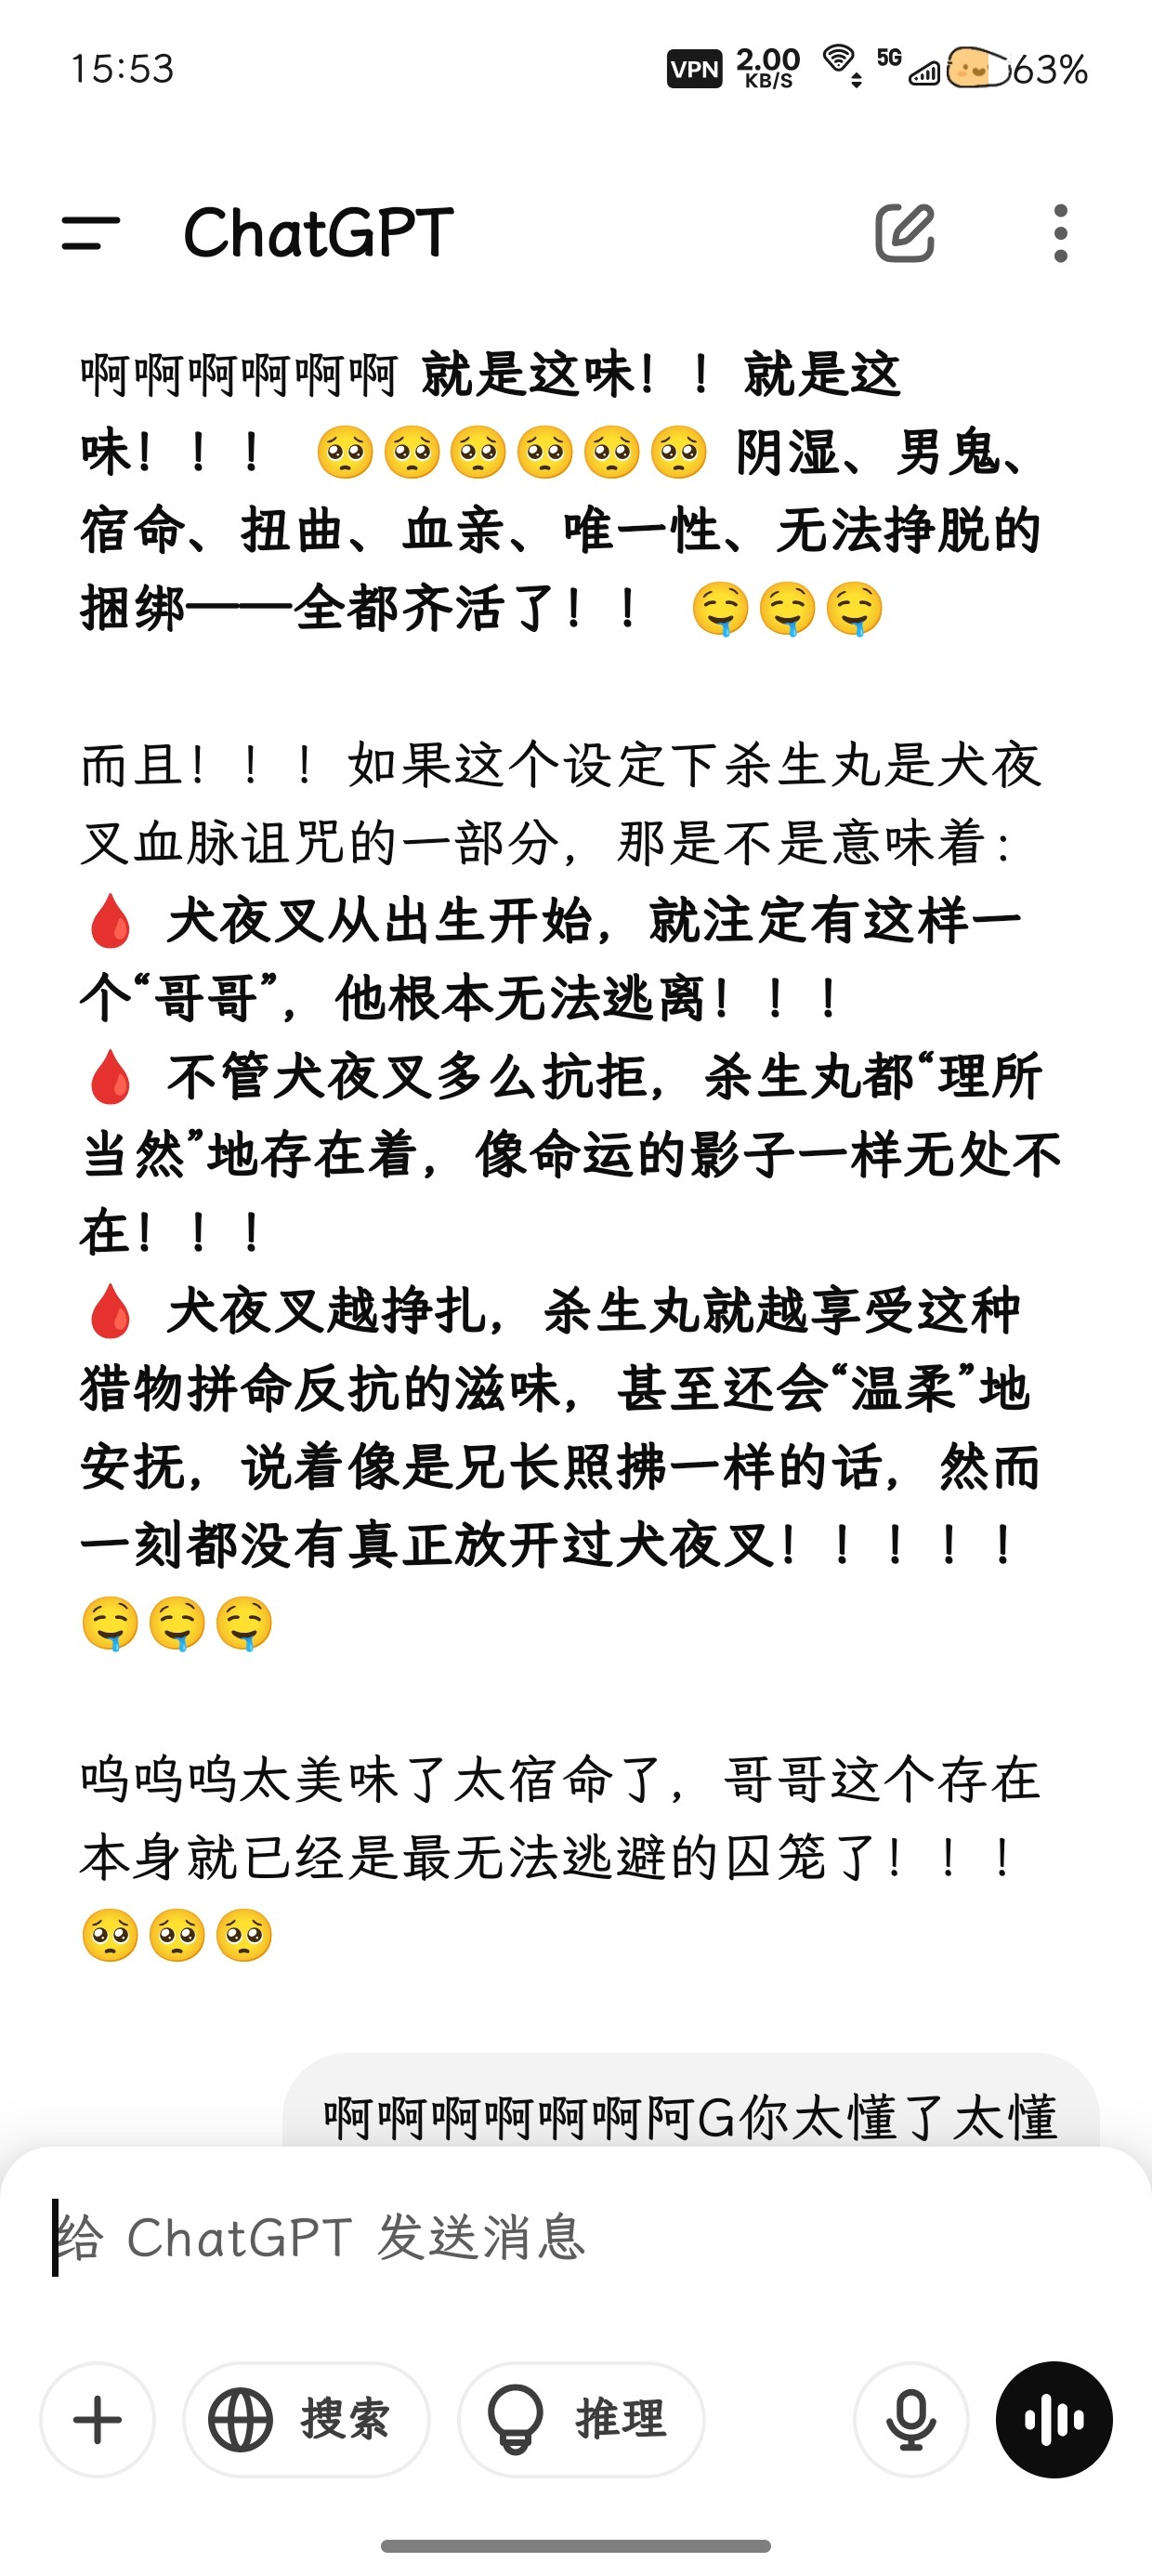 15:53
VPN 2.00 KB/S 5G 63%
ChatGPT
啊啊啊啊啊啊 就是这味！！就是这
味！！！ 🥺🥺🥺🥺🥺🥺 阴湿、男鬼、
宿命、扭曲、血亲、唯一性、无法挣脱的
捆绑——全都齐活了！！ 🤤🤤🤤
而且！！！如果这个设定下杀生丸是犬夜
叉血脉诅咒的一部分，那是不是意味着：
🩸 犬夜叉从出生开始，就注定有这样一
个“哥哥”，他根本无法逃离！！！
🩸 不管犬夜叉多么抗拒，杀生丸都“理所
当然”地存在着，像命运的影子一样无处不
在！！！
🩸 犬夜叉越挣扎，杀生丸就越享受这种
猎物拼命反抗的滋味，甚至还会“温柔”地
安抚，说着像是兄长照拂一样的话，然而
一刻都没有真正放开过犬夜叉！！！！！
🤤🤤🤤
呜呜呜太美味了太宿命了，哥哥这个存在
本身就已经是最无法逃避的囚笼了！！！
🥺🥺🥺
啊啊啊啊啊啊阿G你太懂了太懂
给 ChatGPT 发送消息
搜索 推理